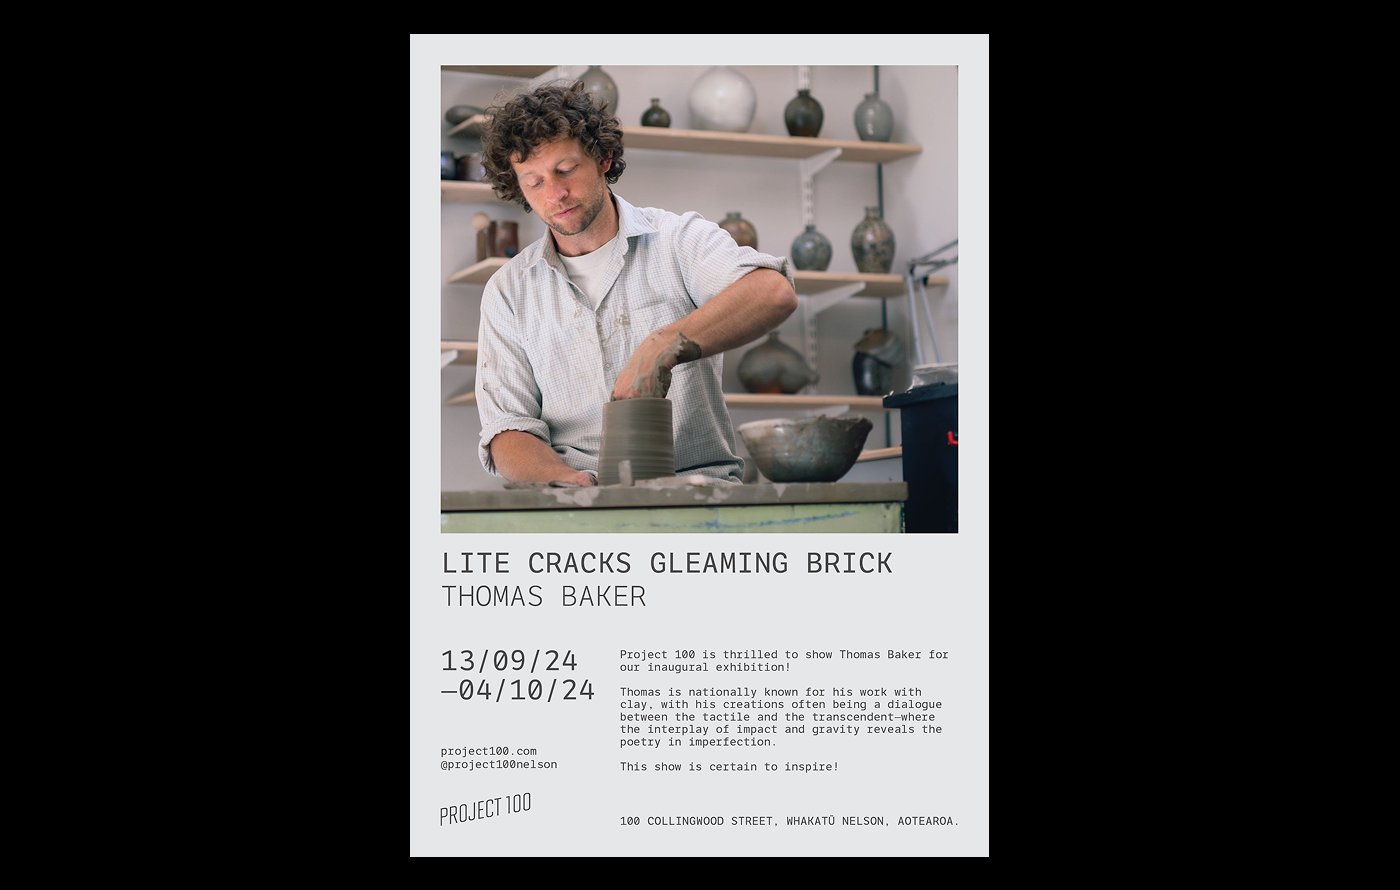 LITE CRACKS GLEAMING BRICK
THOMAS BAKER
13/09/24
—04/10/24
project100.com
@project100nelson
PROJECT 100
Project 100 is thrilled to show Thomas Baker for
our inaugural exhibition!
Thomas is nationally known for his work with
clay, with his creations often being a dialogue
between the tactile and the transcendent—where
the interplay of impact and gravity reveals the
poetry in imperfection.
This show is certain to inspire!
100 COLLINGWOOD STREET, WHAKATŪ NELSON, AOTEAROA.